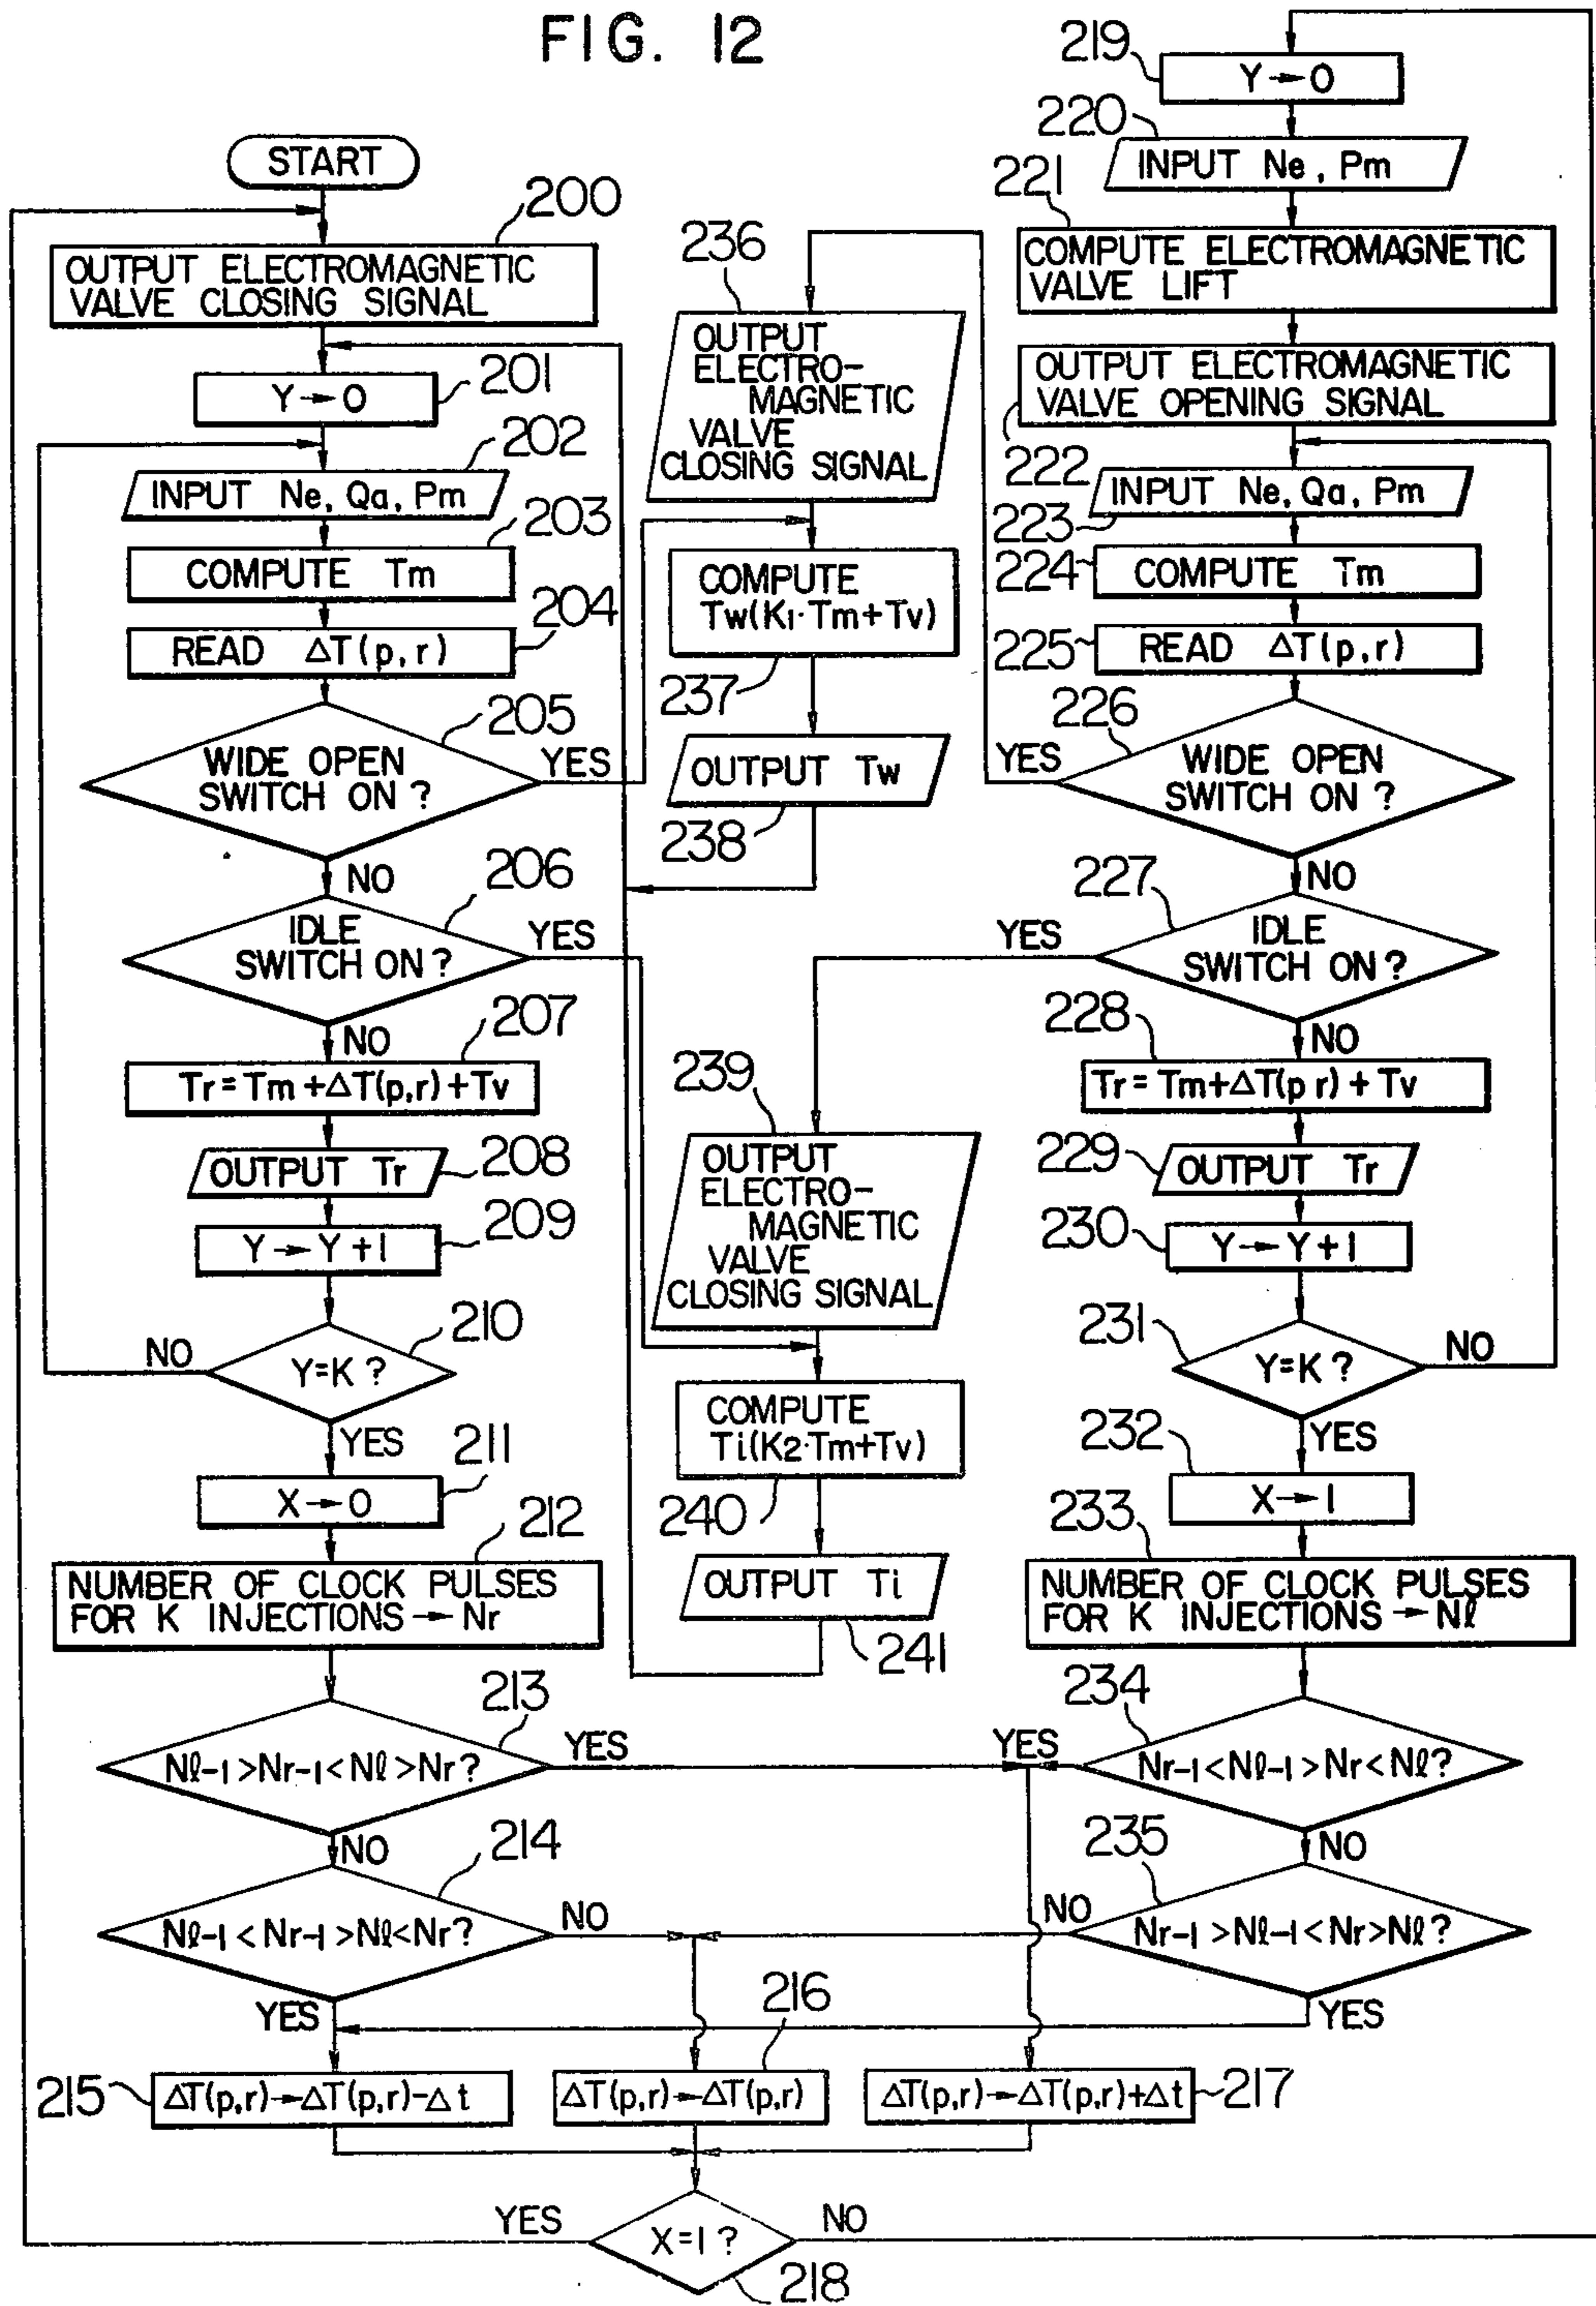 FIG. 12
START
200
OUTPUT ELECTROMAGNETIC
VALVE CLOSING SIGNAL
Y→0
201
202
INPUT Ne, Qa, Pm
203
COMPUTE Tm
204
READ ΔT(p,r)
205
WIDE OPEN
SWITCH ON ?
YES
NO
206
IDLE
SWITCH ON ?
YES
NO
207
Tr = Tm + ΔT(p,r) + Tv
OUTPUT Tr
208
209
Y→Y+1
210
Y=K ?
NO
YES
211
X→0
212
NUMBER OF CLOCK PULSES
FOR K INJECTIONS → Nr
213
Nℓ-1 > Nr-1 < Nℓ > Nr ?
YES
NO
214
Nℓ-1 < Nr-1 > Nℓ < Nr ?
NO
YES
215
ΔT(p,r)→ΔT(p,r)-Δt
216
ΔT(p,r)→ΔT(p,r)
ΔT(p,r)→ΔT(p,r)+Δt
217
YES
X=1 ?
NO
218
236
OUTPUT
ELECTRO-
MAGNETIC
VALVE
CLOSING SIGNAL
COMPUTE
Tw(K1·Tm+Tv)
237
OUTPUT Tw
238
239
OUTPUT
ELECTRO-
MAGNETIC
VALVE
CLOSING SIGNAL
COMPUTE
Ti(K2·Tm+Tv)
240
OUTPUT Ti
241
219
Y→0
220
INPUT Ne, Pm
221
COMPUTE ELECTROMAGNETIC
VALVE LIFT
OUTPUT ELECTROMAGNETIC
VALVE OPENING SIGNAL
222
INPUT Ne, Qa, Pm
223
224
COMPUTE Tm
225
READ ΔT(p,r)
226
YES
WIDE OPEN
SWITCH ON ?
NO
227
YES
IDLE
SWITCH ON ?
NO
228
Tr = Tm+ΔT(p r) + Tv
229
OUTPUT Tr
230
Y→Y+1
231
Y=K ?
NO
YES
232
X→1
233
NUMBER OF CLOCK PULSES
FOR K INJECTIONS → Nℓ
234
YES
Nr-1 < Nℓ-1 > Nr < Nℓ ?
NO
235
NO
Nr-1 > Nℓ-1 < Nr > Nℓ ?
YES